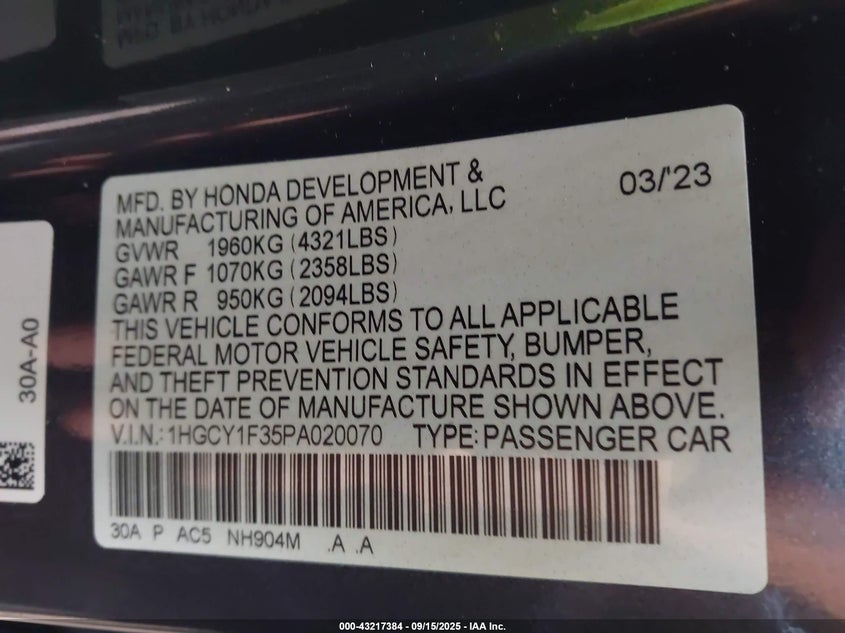 MFD. BY HONDA DEVELOPMENT &
MANUFACTURING OF AMERICA, LLC
03/'23
GVWR 1960KG (4321LBS)
GAWR F 1070KG (2358LBS)
GAWR R 950KG (2094LBS)
THIS VEHICLE CONFORMS TO ALL APPLICABLE
FEDERAL MOTOR VEHICLE SAFETY, BUMPER,
AND THEFT PREVENTION STANDARDS IN EFFECT
ON THE DATE OF MANUFACTURE SHOWN ABOVE.
V.I.N.: 1HGCY1F35PA020070 TYPE: PASSENGER CAR
30A P AC5 NH904M .A .A
30A-A0
000-43217384 - 09/15/2025 - IAA Inc.